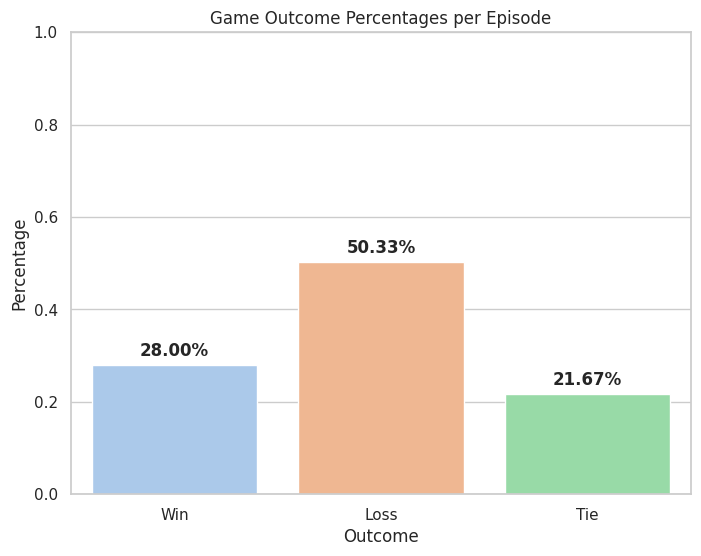 Game Outcome Percentages per Episode
1.0
0.8
0.6
0.4
0.2
0.0
Percentage
28.00%
50.33%
21.67%
Win
Loss
Tie
Outcome